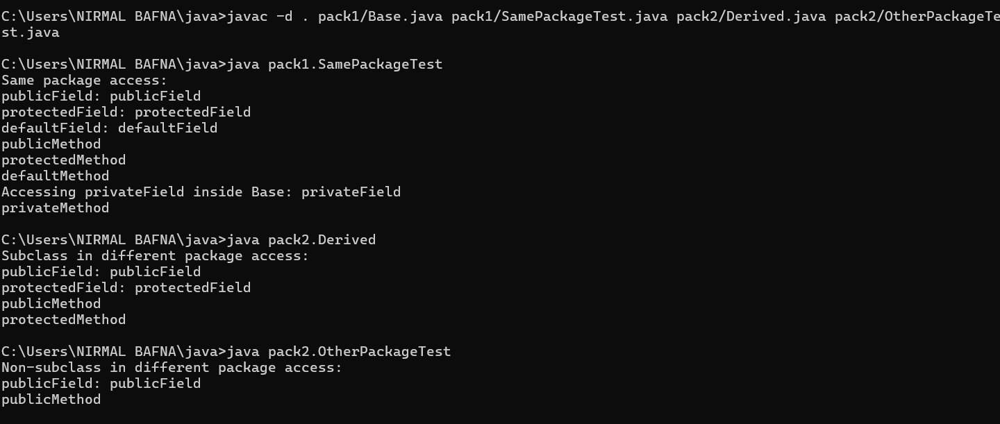 C:\Users\NIRMAL BAFNA\java>javac -d . pack1/Base.java pack1/SamePackageTest.java pack2/Derived.java pack2/OtherPackageTe
st.java
C:\Users\NIRMAL BAFNA\java>java pack1.SamePackageTest
Same package access:
publicField: publicField
protectedField: protectedField
defaultField: defaultField
publicMethod
protectedMethod
defaultMethod
Accessing privateField inside Base: privateField
privateMethod
C:\Users\NIRMAL BAFNA\java>java pack2.Derived
Subclass in different package access:
publicField: publicField
protectedField: protectedField
publicMethod
protectedMethod
C:\Users\NIRMAL BAFNA\java>java pack2.OtherPackageTest
Non-subclass in different package access:
publicField: publicField
publicMethod